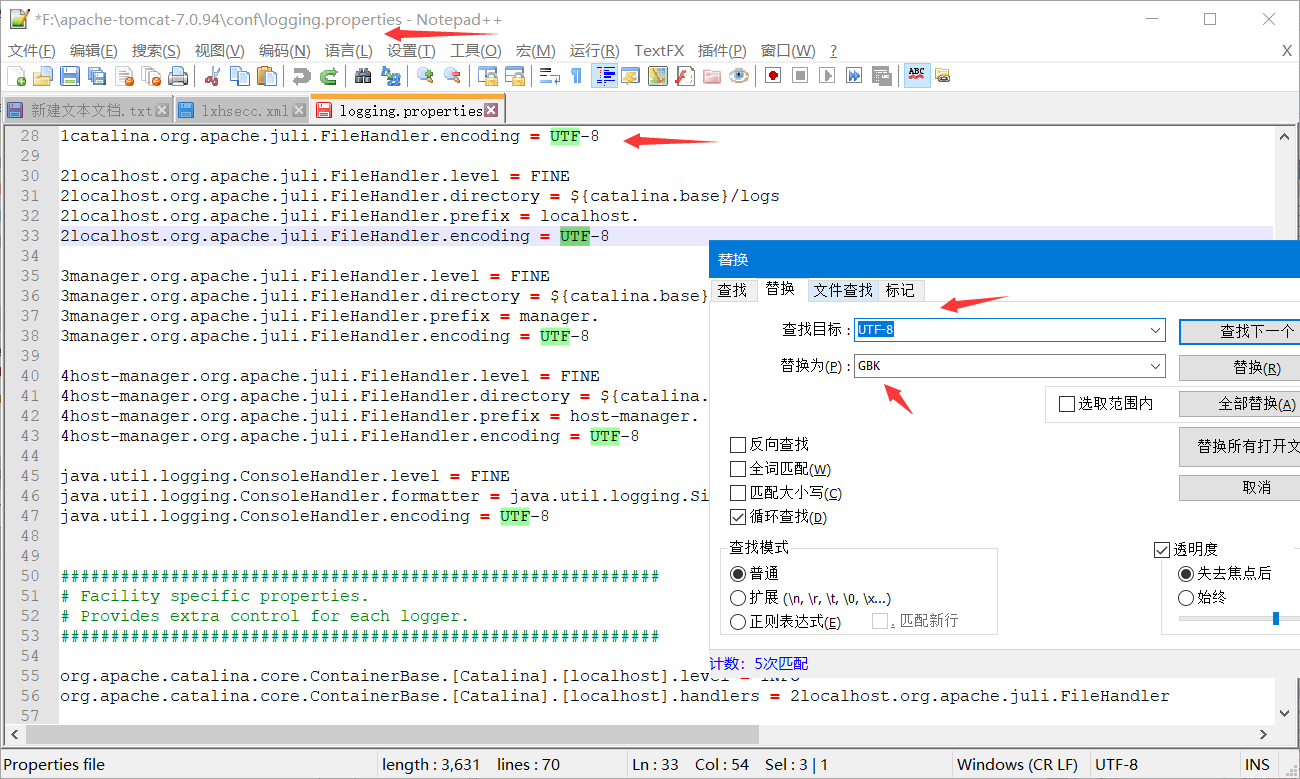 *F:\apache-tomcat-7.0.94\conf\logging.properties - Notepad++
文件(F) 编辑(E) 搜索(S) 视图(V) 编码(N) 语言(L) 设置(T) 工具(O) 宏(M) 运行(R) TextFX 插件(P) 窗口(W) ? X
新建文本文档.txt lxhsecc.xml logging.properties
28 1catalina.org.apache.juli.FileHandler.encoding = UTF-8
29
30 2localhost.org.apache.juli.FileHandler.level = FINE
31 2localhost.org.apache.juli.FileHandler.directory = ${catalina.base}/logs
32 2localhost.org.apache.juli.FileHandler.prefix = localhost.
33 2localhost.org.apache.juli.FileHandler.encoding = UTF-8
34
35 3manager.org.apache.juli.FileHandler.level = FINE
36 3manager.org.apache.juli.FileHandler.directory = ${catalina.base}
37 3manager.org.apache.juli.FileHandler.prefix = manager.
38 3manager.org.apache.juli.FileHandler.encoding = UTF-8
39
40 4host-manager.org.apache.juli.FileHandler.level = FINE
41 4host-manager.org.apache.juli.FileHandler.directory = ${catalina.
42 4host-manager.org.apache.juli.FileHandler.prefix = host-manager.
43 4host-manager.org.apache.juli.FileHandler.encoding = UTF-8
44
45 java.util.logging.ConsoleHandler.level = FINE
46 java.util.logging.ConsoleHandler.formatter = java.util.logging.Si
47 java.util.logging.ConsoleHandler.encoding = UTF-8
48
49
50 ############################################################
51 # Facility specific properties.
52 # Provides extra control for each logger.
53 ############################################################
54
55 org.apache.catalina.core.ContainerBase.[Catalina].[localhost].level = INFO
56 org.apache.catalina.core.ContainerBase.[Catalina].[localhost].handlers = 2localhost.org.apache.juli.FileHandler
57
替换
查找 替换 文件查找 标记
查找目标 : UTF-8 查找下一个
替换为(P) : GBK 替换(R)
选取范围内 全部替换(A)
替换所有打开文
取消
反向查找
全词匹配(W)
匹配大小写(C)
循环查找(D)
查找模式
普通
扩展 (\n, \r, \t, \0, \x...)
正则表达式(E) . 匹配新行
透明度
失去焦点后
始终
计数: 5次匹配
Properties file length : 3,631 lines : 70 Ln : 33 Col : 54 Sel : 3 | 1 Windows (CR LF) UTF-8 INS